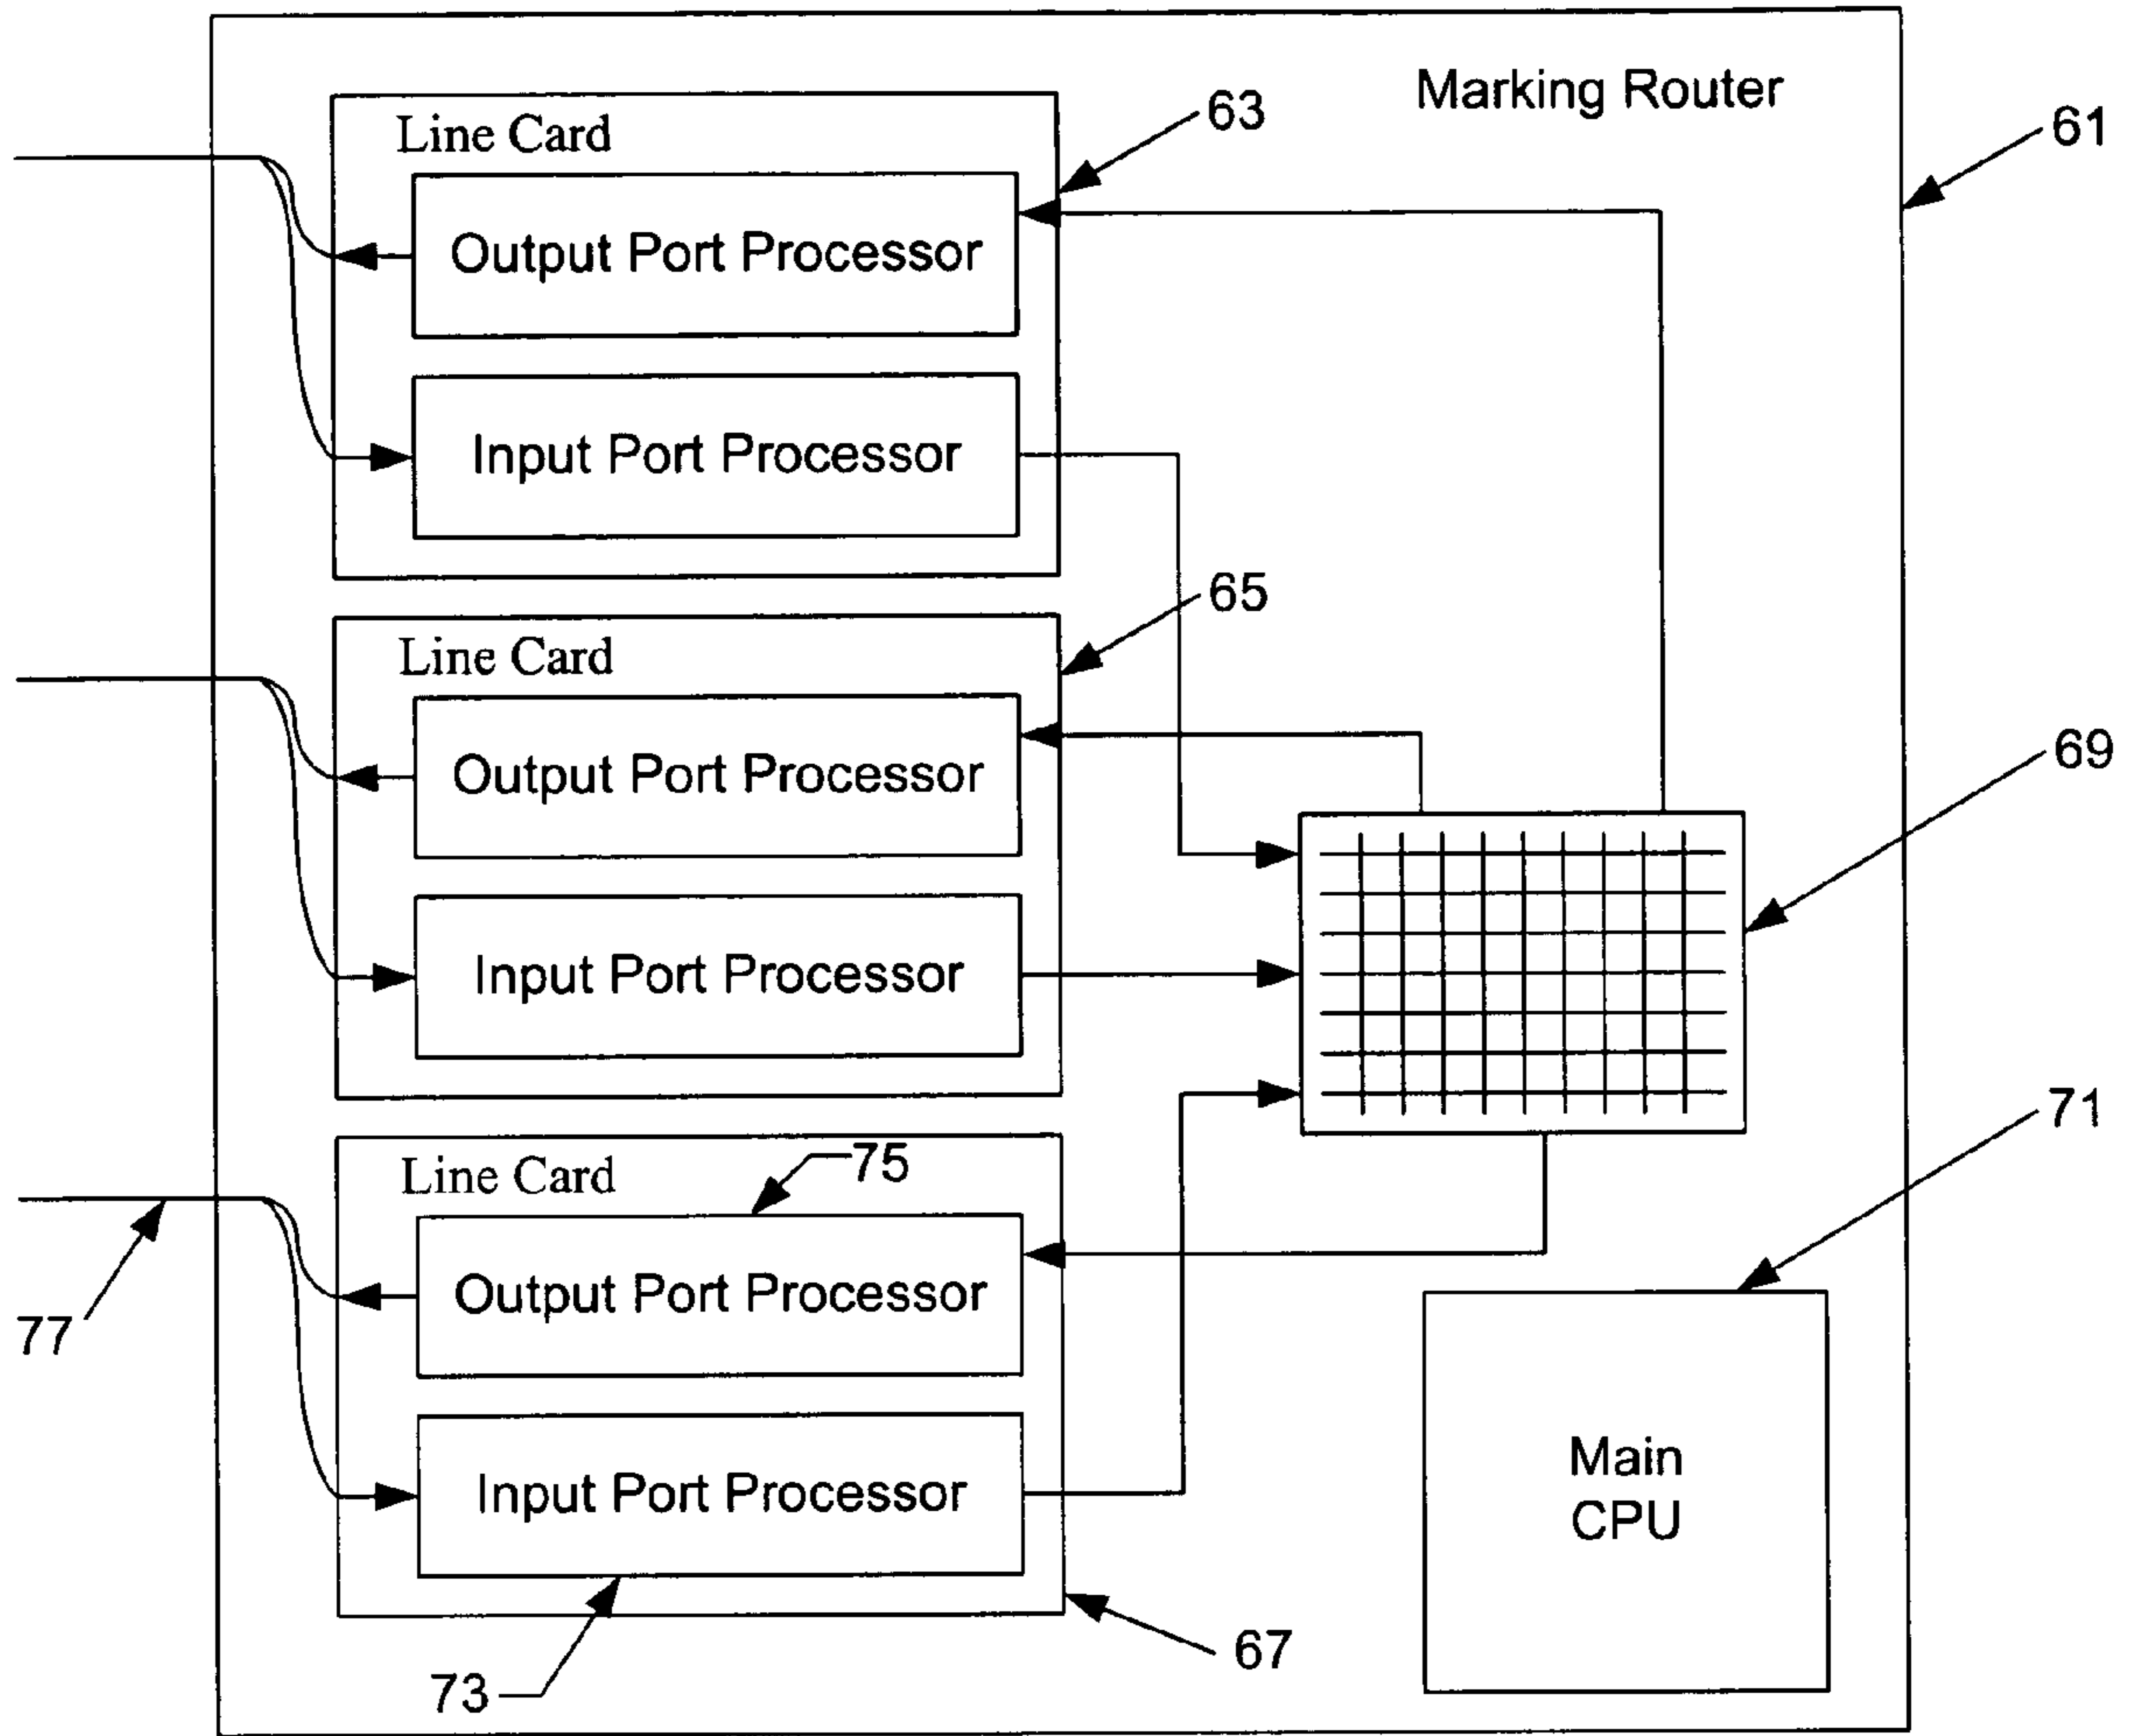 Marking Router
61
Line Card
63
Output Port Processor
Input Port Processor
65
Line Card
Output Port Processor
Input Port Processor
69
71
Line Card
75
Output Port Processor
77
Input Port Processor
Main
CPU
67
73